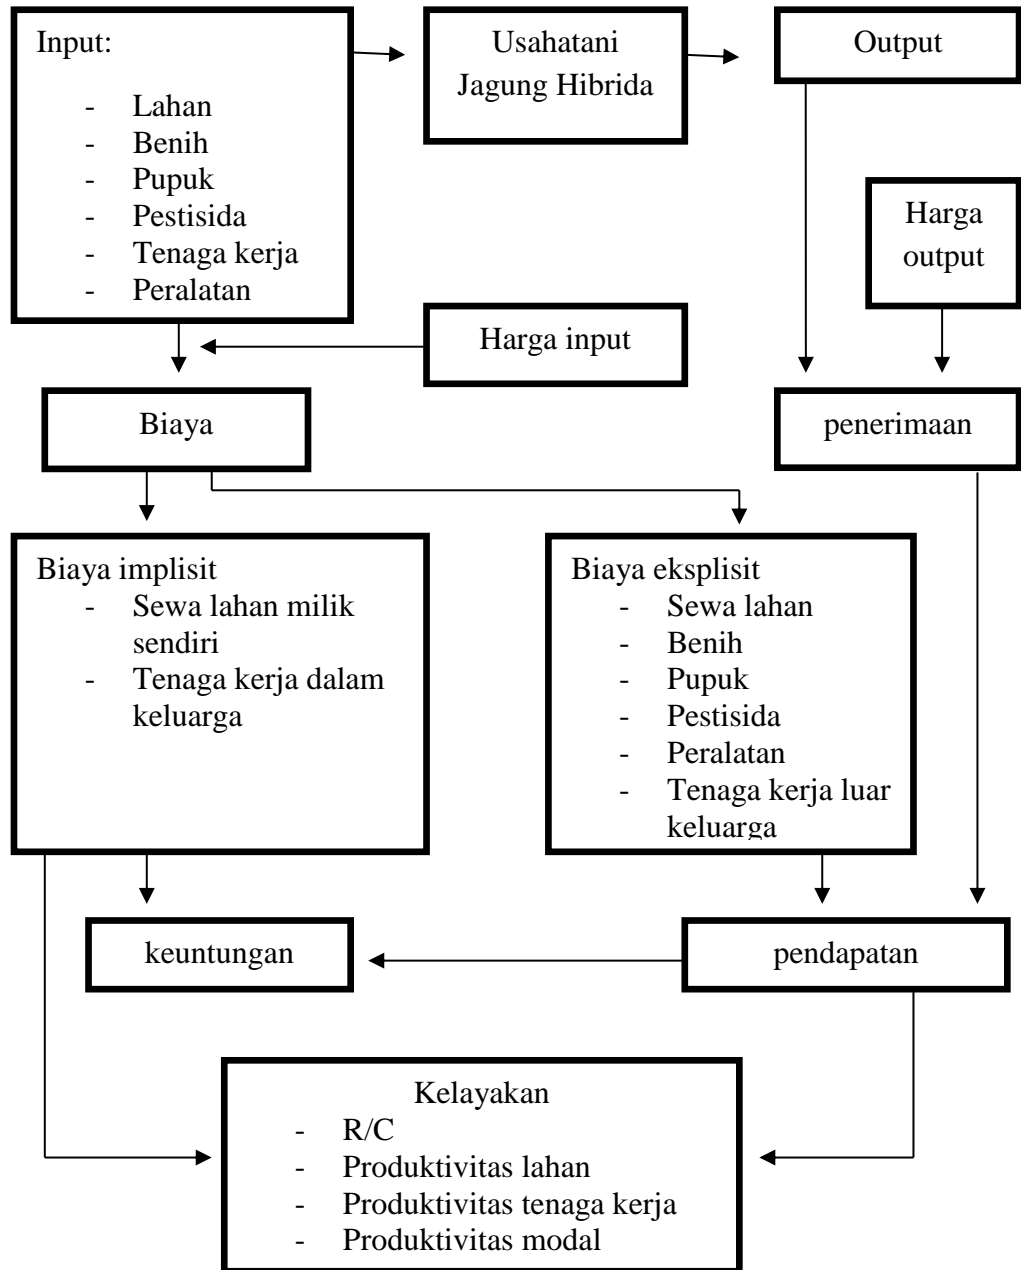 Input:
- Lahan
- Benih
- Pupuk
- Pestisida
- Tenaga kerja
- Peralatan
Usahatani
Jagung Hibrida
Output
Harga
output
Harga input
Biaya
penerimaan
Biaya implisit
- Sewa lahan milik
sendiri
- Tenaga kerja dalam
keluarga
Biaya eksplisit
- Sewa lahan
- Benih
- Pupuk
- Pestisida
- Peralatan
- Tenaga kerja luar
keluarga
keuntungan
pendapatan
Kelayakan
- R/C
- Produktivitas lahan
- Produktivitas tenaga kerja
- Produktivitas modal